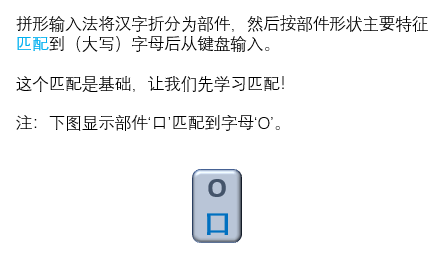 拼形输入法将汉字折分为部件，然后按部件形状主要特征
匹配到（大写）字母后从键盘输入。
这个匹配是基础，让我们先学习匹配！
注：下图显示部件‘口’匹配到字母‘O’。
O
口